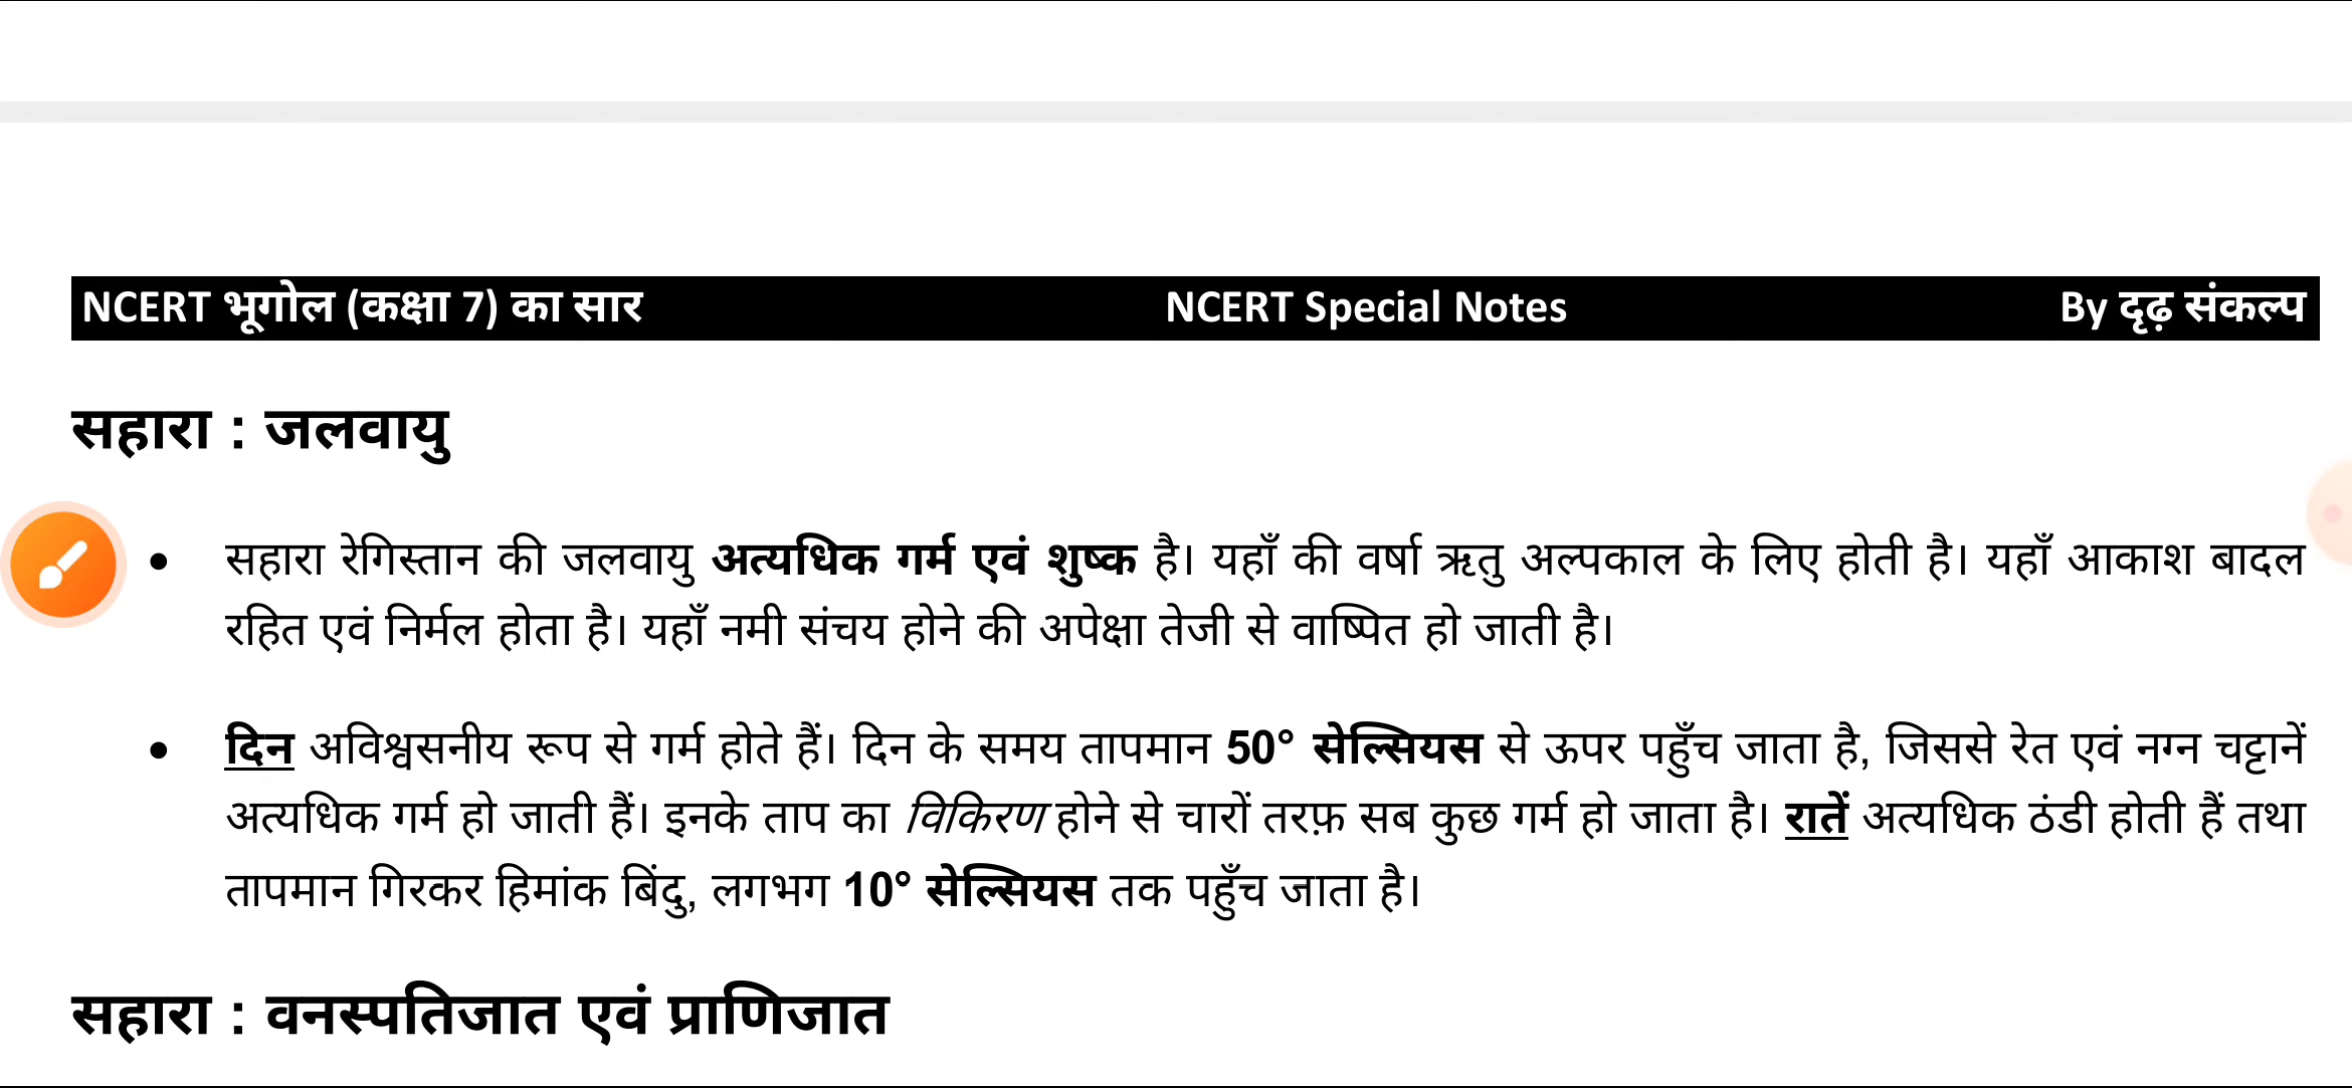 NCERT भूगोल (कक्षा 7) का सार NCERT Special Notes By दृढ़ संकल्प
सहारा : जलवायु
• सहारा रेगिस्तान की जलवायु अत्यधिक गर्म एवं शुष्क है। यहाँ की वर्षा ऋतु अल्पकाल के लिए होती है। यहाँ आकाश बादल
रहित एवं निर्मल होता है। यहाँ नमी संचय होने की अपेक्षा तेजी से वाष्पित हो जाती है।
• दिन अविश्वसनीय रूप से गर्म होते हैं। दिन के समय तापमान 50° सेल्सियस से ऊपर पहुँच जाता है, जिससे रेत एवं नग्न चट्टानें
अत्यधिक गर्म हो जाती हैं। इनके ताप का विकिरण होने से चारों तरफ़ सब कुछ गर्म हो जाता है। रातें अत्यधिक ठंडी होती हैं तथा
तापमान गिरकर हिमांक बिंदु, लगभग 10° सेल्सियस तक पहुँच जाता है।
सहारा : वनस्पतिजात एवं प्राणिजात